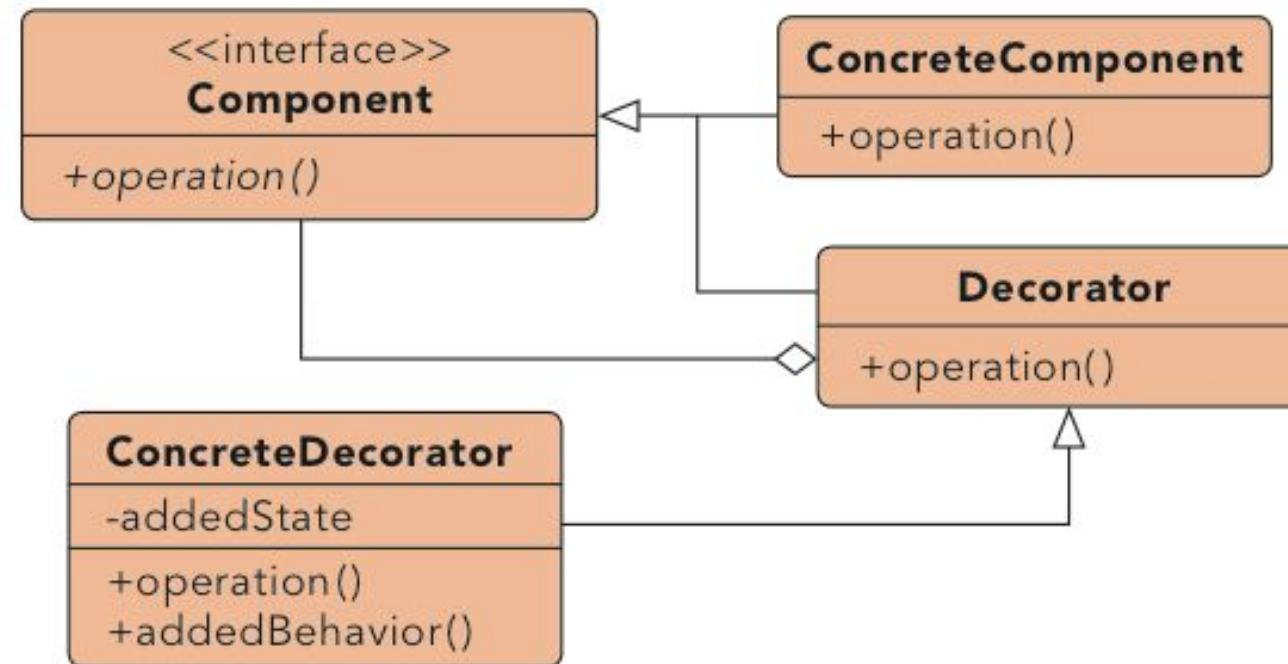 <<interface>>
Component
+operation()
ConcreteComponent
+operation()
Decorator
+operation()
ConcreteDecorator
-addedState
+operation()
+addedBehavior()